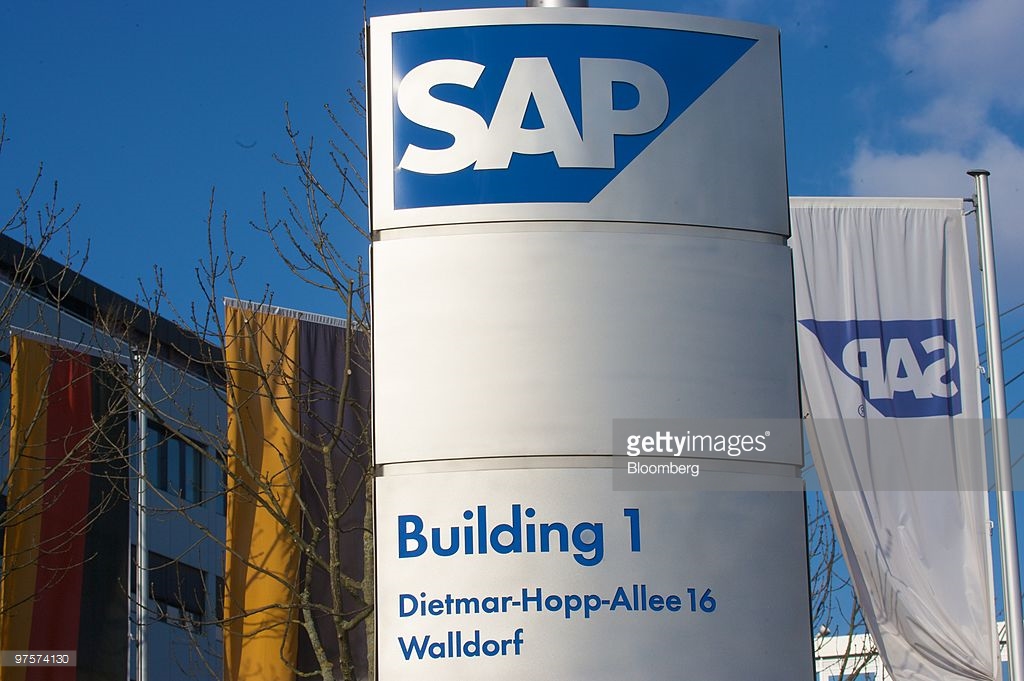 SAP
SAP
®
gettyimages®
Bloomberg
Building 1
Dietmar-Hopp-Allee 16
Walldorf
97574130